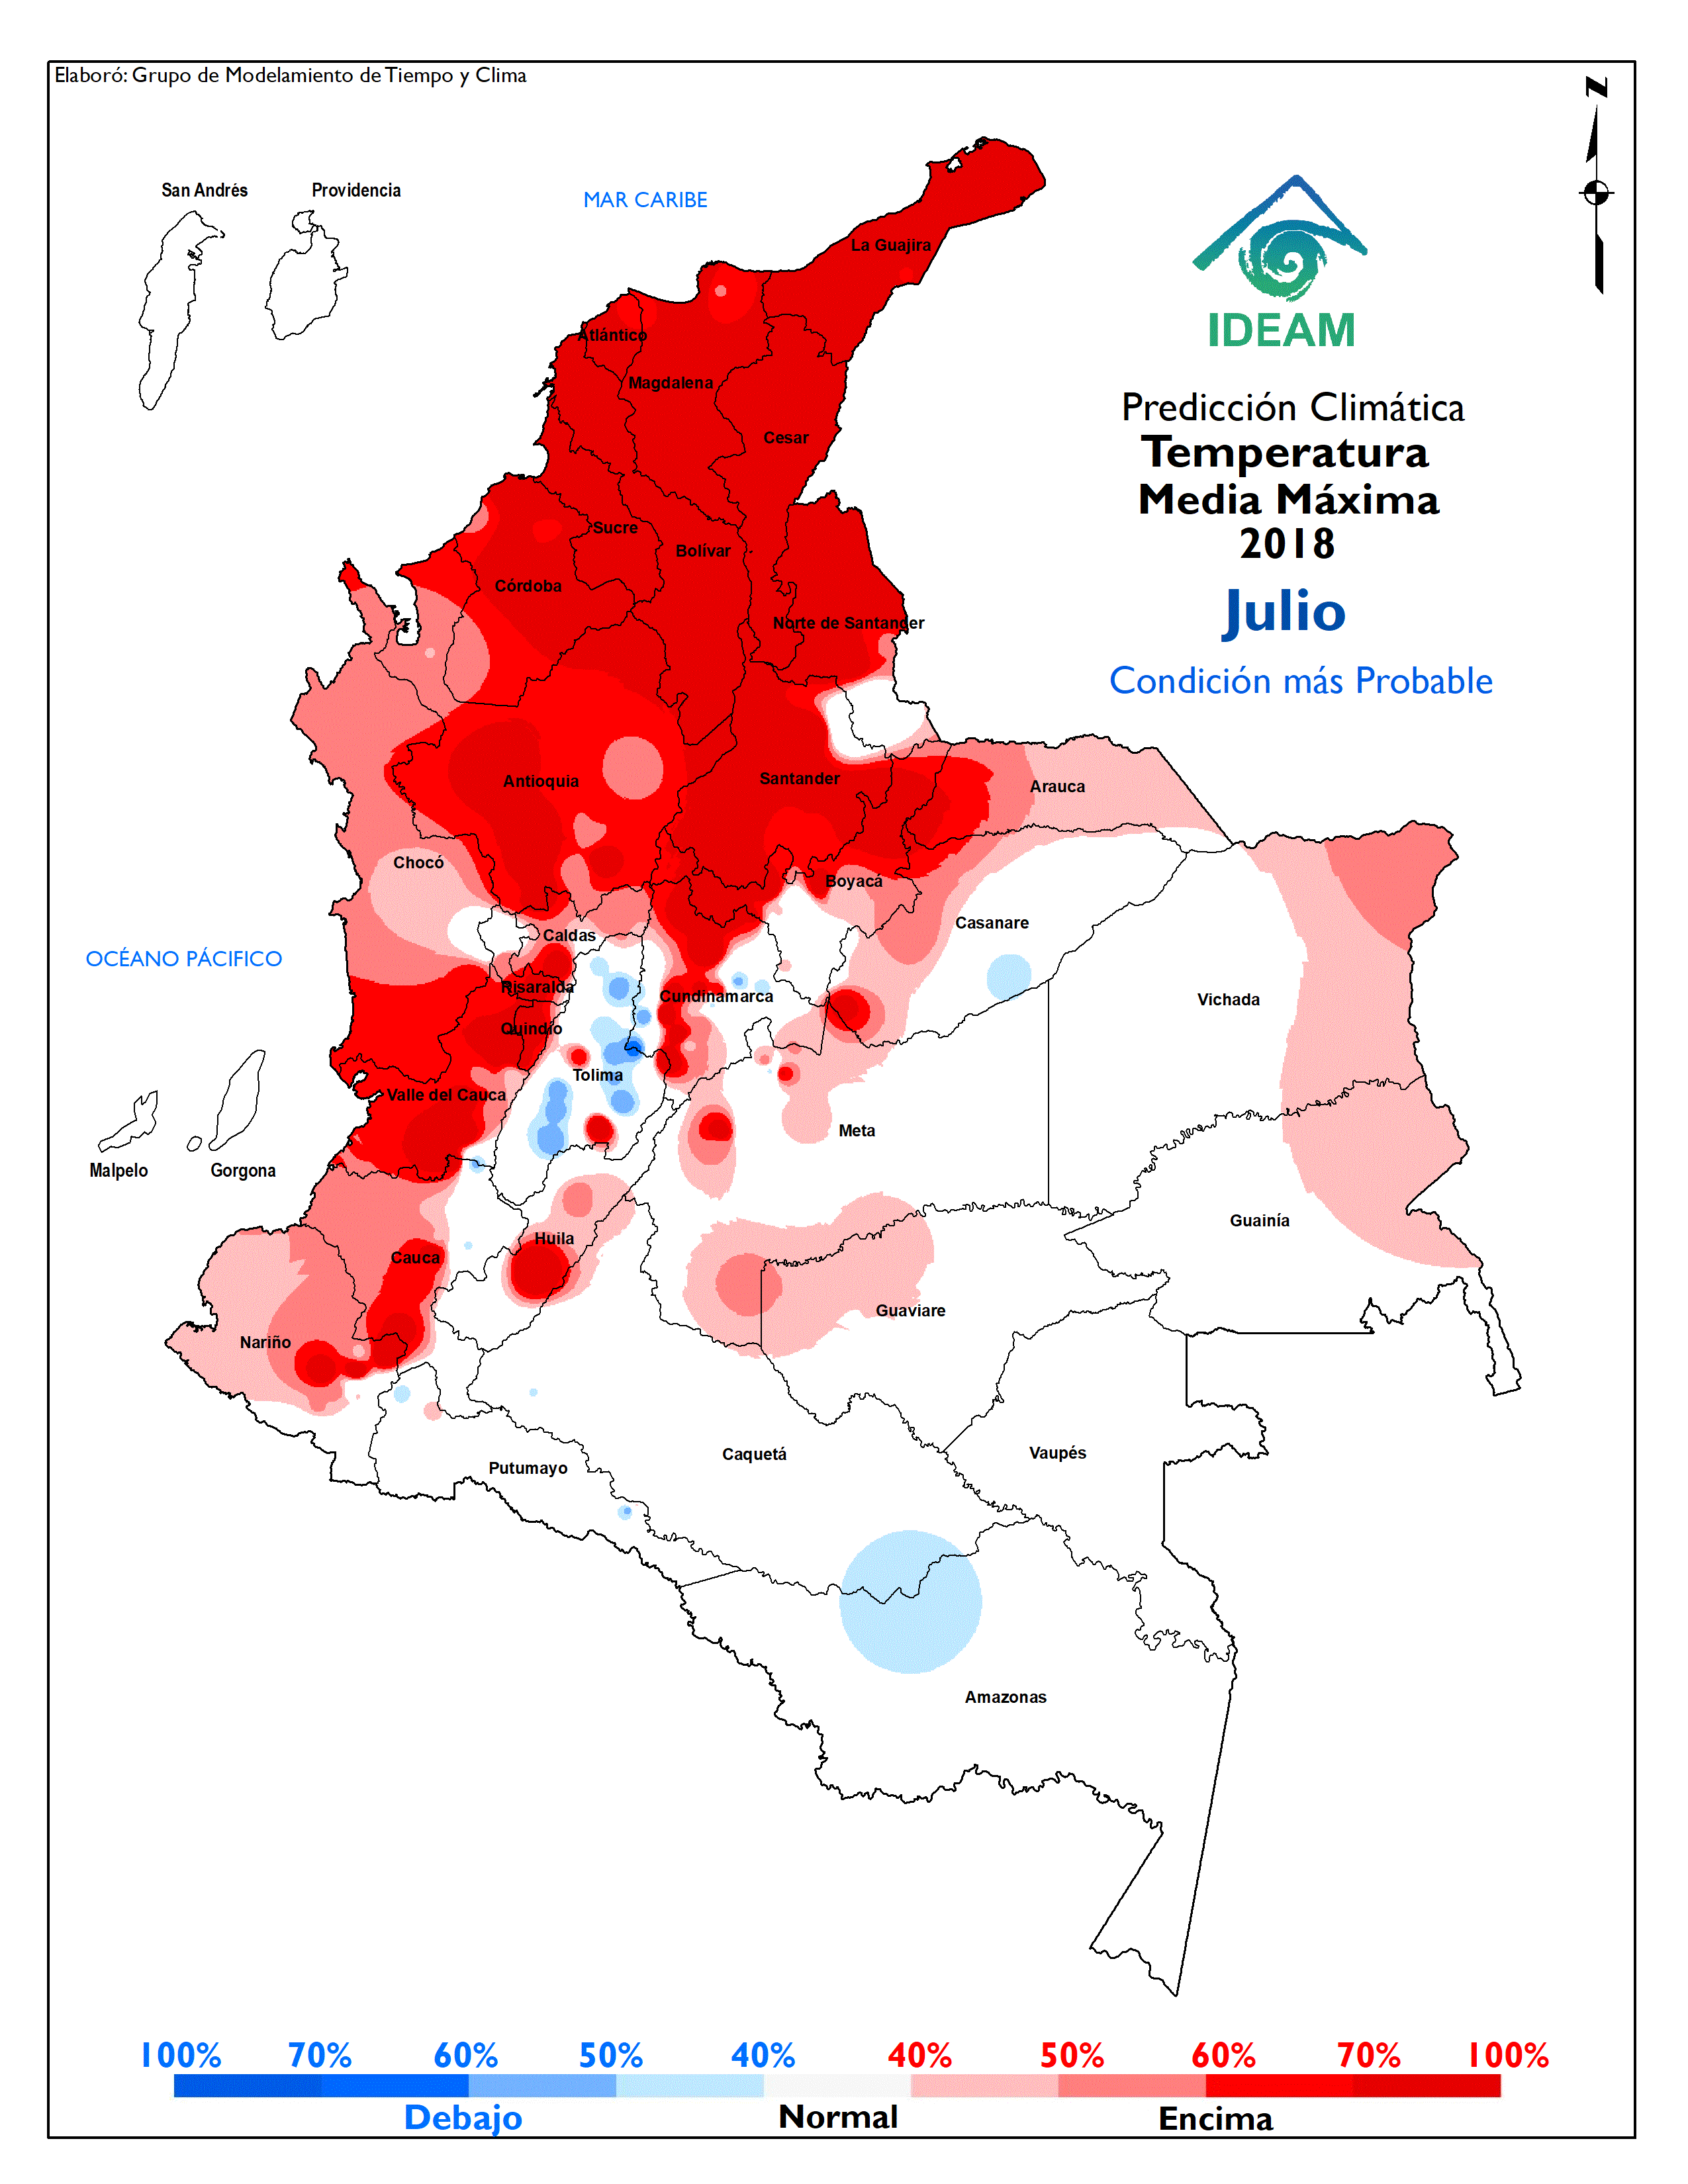 Elaboró: Grupo de Modelamiento de Tiempo y Clima
N
San Andrés
Providencia
MAR CARIBE
IDEAM
Predicción Climática
Temperatura
Media Máxima
2018
Julio
Condición más Probable
La Guajira
Atlántico
Magdalena
Cesar
Sucre
Bolívar
Córdoba
Norte de Santander
Antioquia
Santander
Arauca
Chocó
Boyacá
Casanare
Caldas
OCÉANO PÁCIFICO
Risaralda
Cundinamarca
Vichada
Quindío
Tolima
Valle del Cauca
Meta
Malpelo
Gorgona
Guainía
Huila
Cauca
Guaviare
Nariño
Caquetá
Vaupés
Putumayo
Amazonas
100% 70% 60% 50% 40% 40% 50% 60% 70% 100%
Debajo Normal Encima